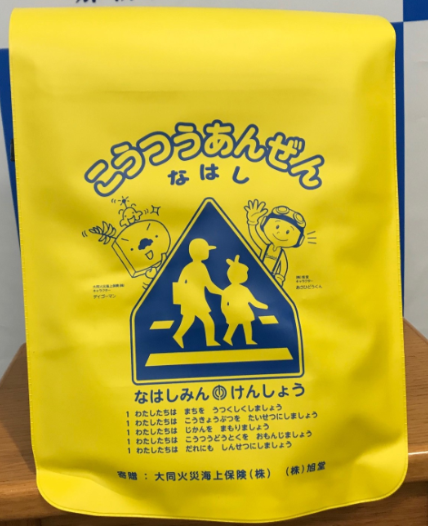 こうつうあんぜん
なはし
なはしみん
けんしょう
1 わたしたちは まちを うつくしくしましょう
1 わたしたちは こうきょうぶつを たいせつにしましょう
1 わたしたちは じかんを まもりましょう
1 わたしたちは こうつうどうとくを おもんじましょう
1 わたしたちは だれにも しんせつにしましょう
寄贈 : 大同火災海上保険(株) (株)旭堂